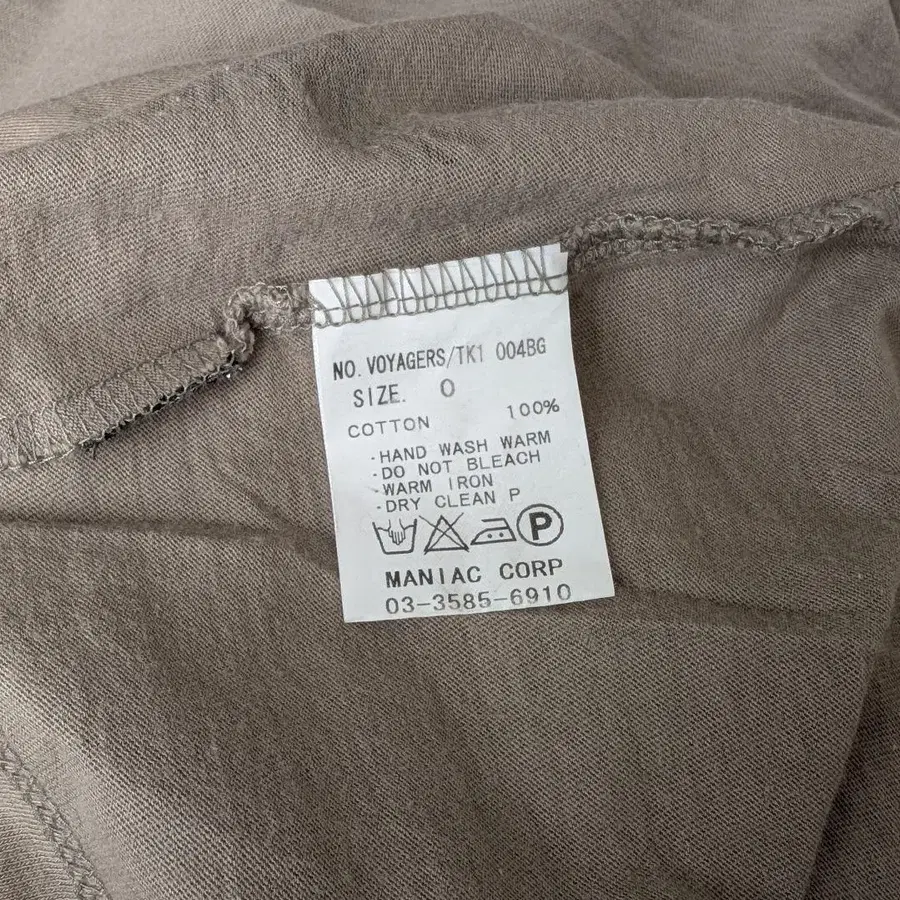 NO. VOYAGERS/TK1 004BG
SIZE. 0
COTTON 100%
·HAND WASH WARM
·DO NOT BLEACH
·WARM IRON
·DRY CLEAN P
P
MANIAC CORP
03-3585-6910